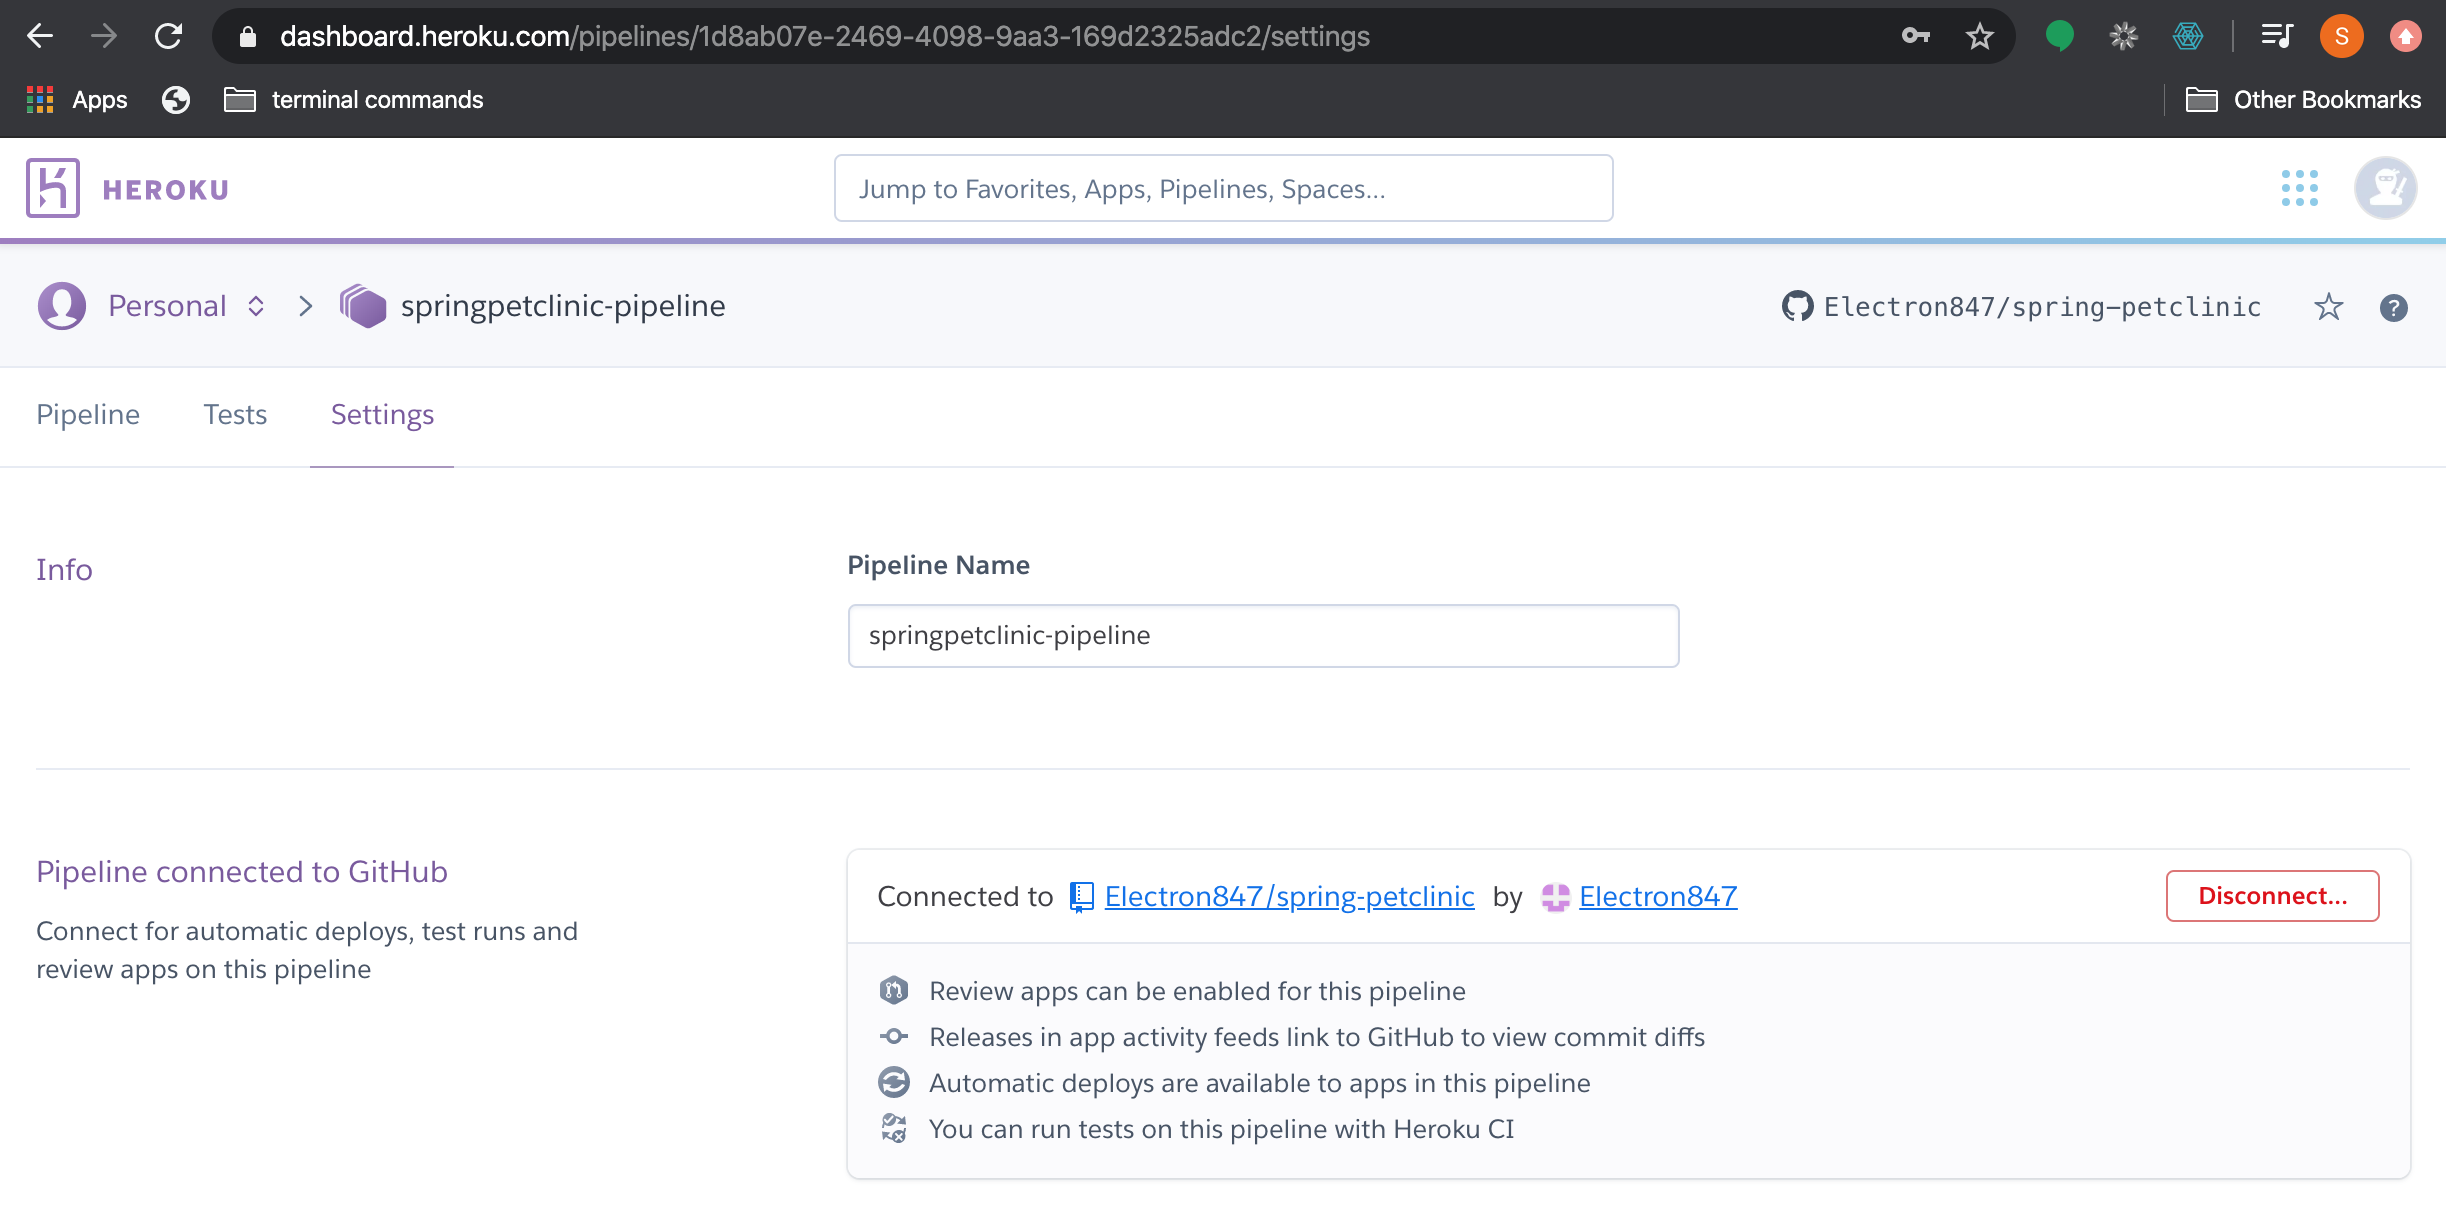 dashboard.heroku.com/pipelines/1d8ab07e-2469-4098-9aa3-169d2325adc2/settings
S
Apps
terminal commands
Other Bookmarks
HEROKU
Jump to Favorites, Apps, Pipelines, Spaces...
Personal
springpetclinic-pipeline
Electron847/spring-petclinic
?
Pipeline
Tests
Settings
Info
Pipeline Name
springpetclinic-pipeline
Pipeline connected to GitHub
Connect for automatic deploys, test runs and
review apps on this pipeline
Connected to Electron847/spring-petclinic by Electron847
Disconnect...
Review apps can be enabled for this pipeline
Releases in app activity feeds link to GitHub to view commit diffs
Automatic deploys are available to apps in this pipeline
You can run tests on this pipeline with Heroku CI